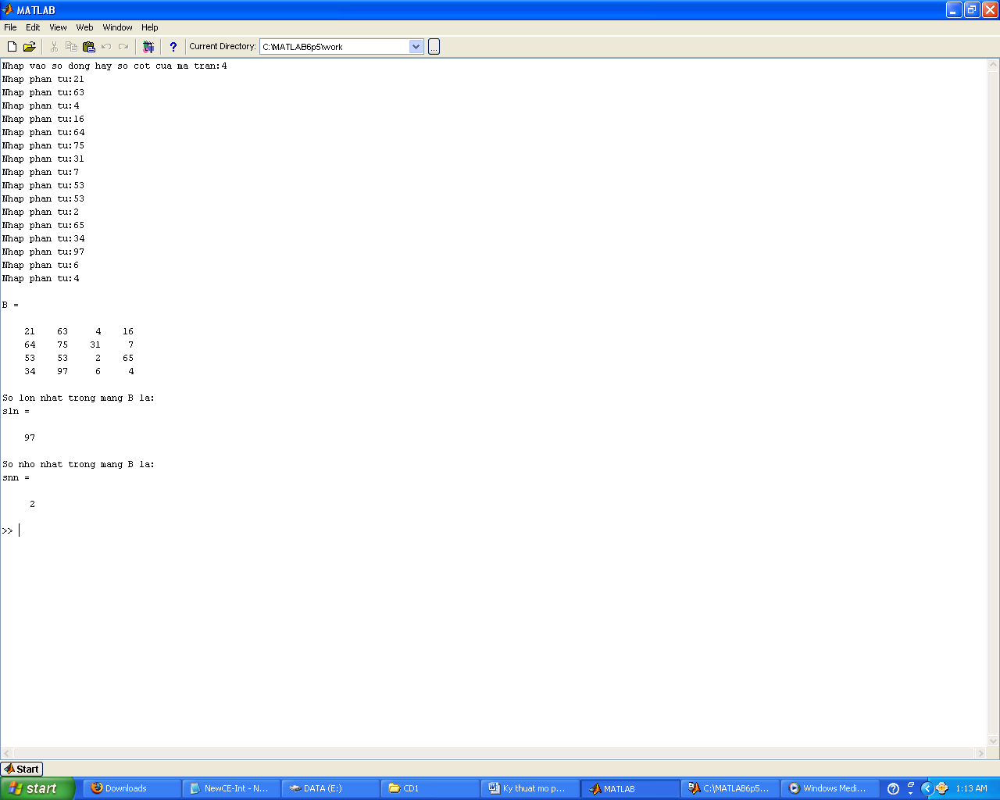 MATLAB
File Edit View Web Window Help
Current Directory: C:\MATLAB6p5\work ...
Nhap vao so dong hay so cot cua ma tran:4
Nhap phan tu:21
Nhap phan tu:63
Nhap phan tu:4
Nhap phan tu:16
Nhap phan tu:64
Nhap phan tu:75
Nhap phan tu:31
Nhap phan tu:7
Nhap phan tu:53
Nhap phan tu:53
Nhap phan tu:2
Nhap phan tu:65
Nhap phan tu:34
Nhap phan tu:97
Nhap phan tu:6
Nhap phan tu:4
B =
21 63 4 16
64 75 31 7
53 53 2 65
34 97 6 4
So lon nhat trong mang B la:
sln =
97
So nho nhat trong mang B la:
snn =
2
>>
Start
start Downloads NewCE-Int - N... DATA (E:) CD1 Ky thuat mo p... MATLAB C:\MATLAB6p5... Windows Medi... 1:13 AM